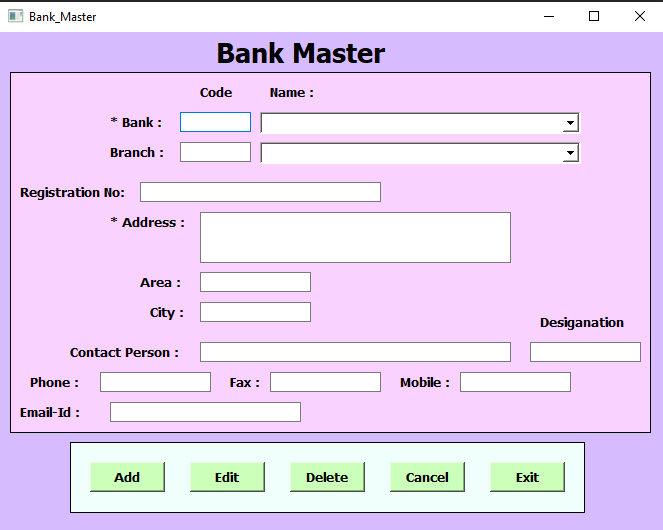 Bank_Master
Bank Master
Code Name :
* Bank :
Branch :
Registration No:
* Address :
Area :
City :
Desiganation
Contact Person :
Phone : Fax : Mobile :
Email-Id :
Add Edit Delete Cancel Exit